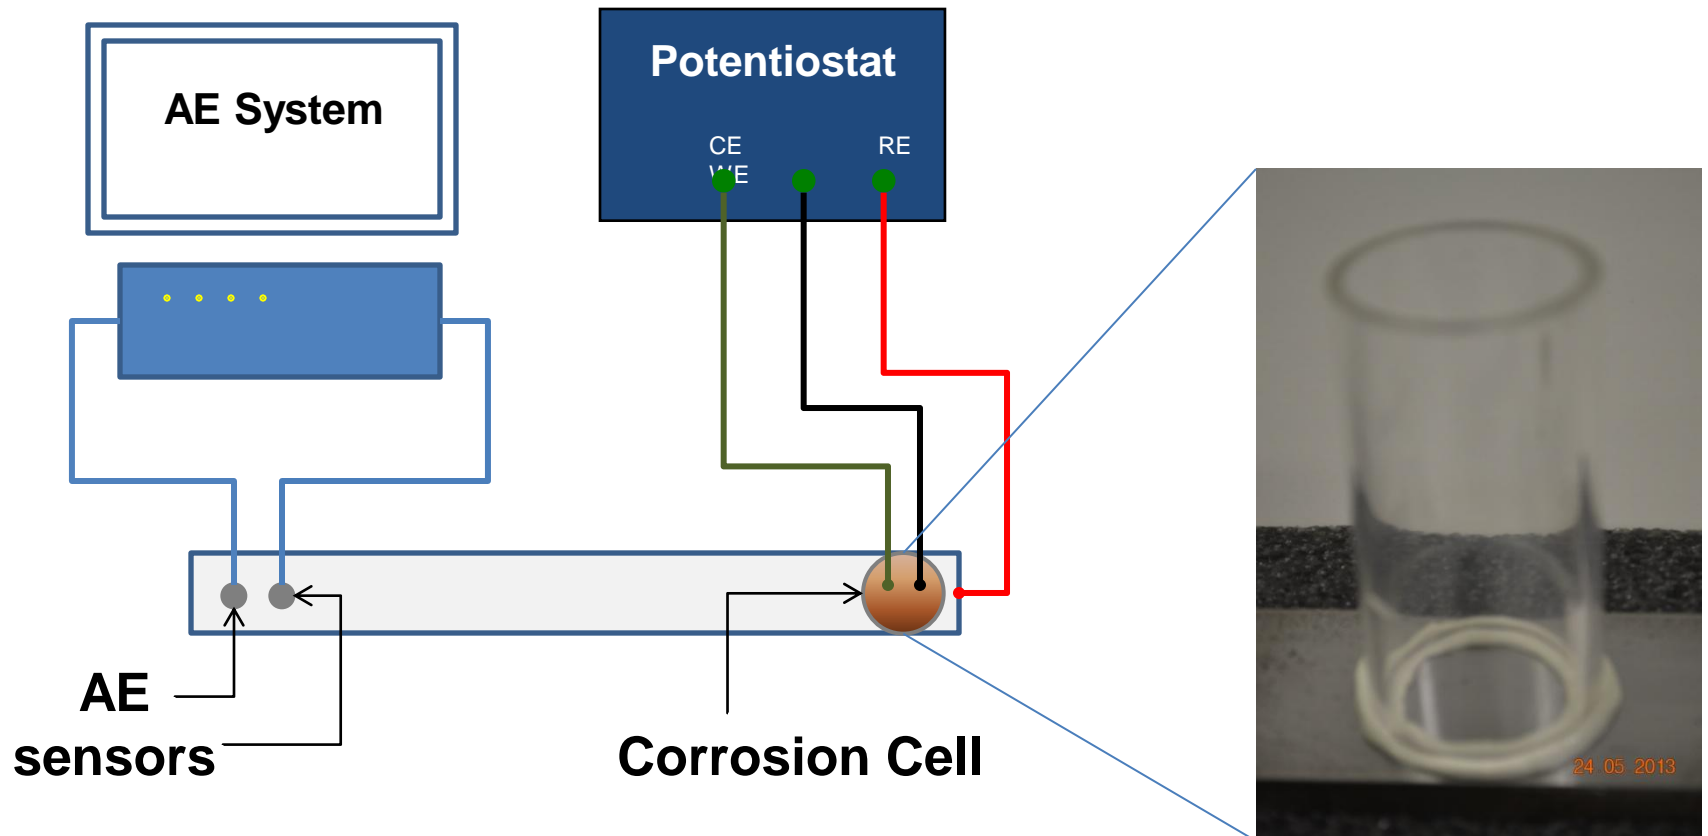 AE System
Potentiostat
CE RE
WE
AE
sensors
Corrosion Cell
24 05 2013